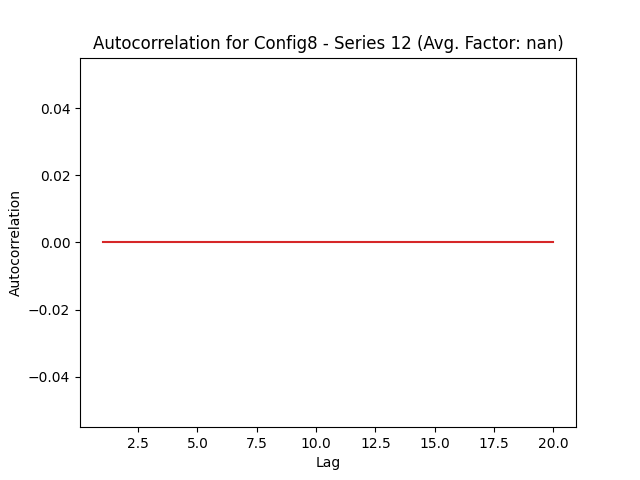 Autocorrelation for Config8 - Series 12 (Avg. Factor: nan)
0.04
0.02
0.00
−0.02
−0.04
Autocorrelation
2.5 5.0 7.5 10.0 12.5 15.0 17.5 20.0
Lag